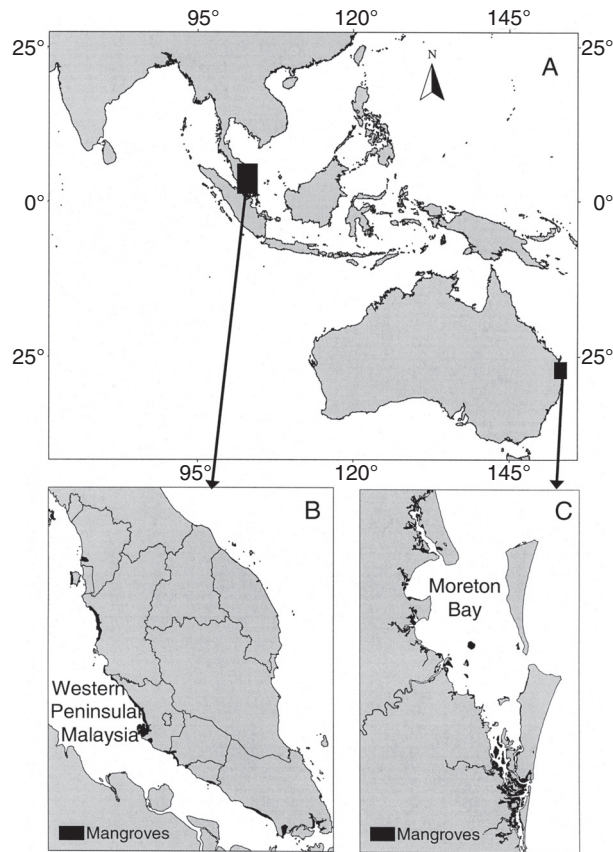 95° 120° 145°
25° 25°
A
N
0° 0°
25° 25°
95° 120° 145°
B
Western
Peninsular
Malaysia
Mangroves
C
Moreton
Bay
Mangroves